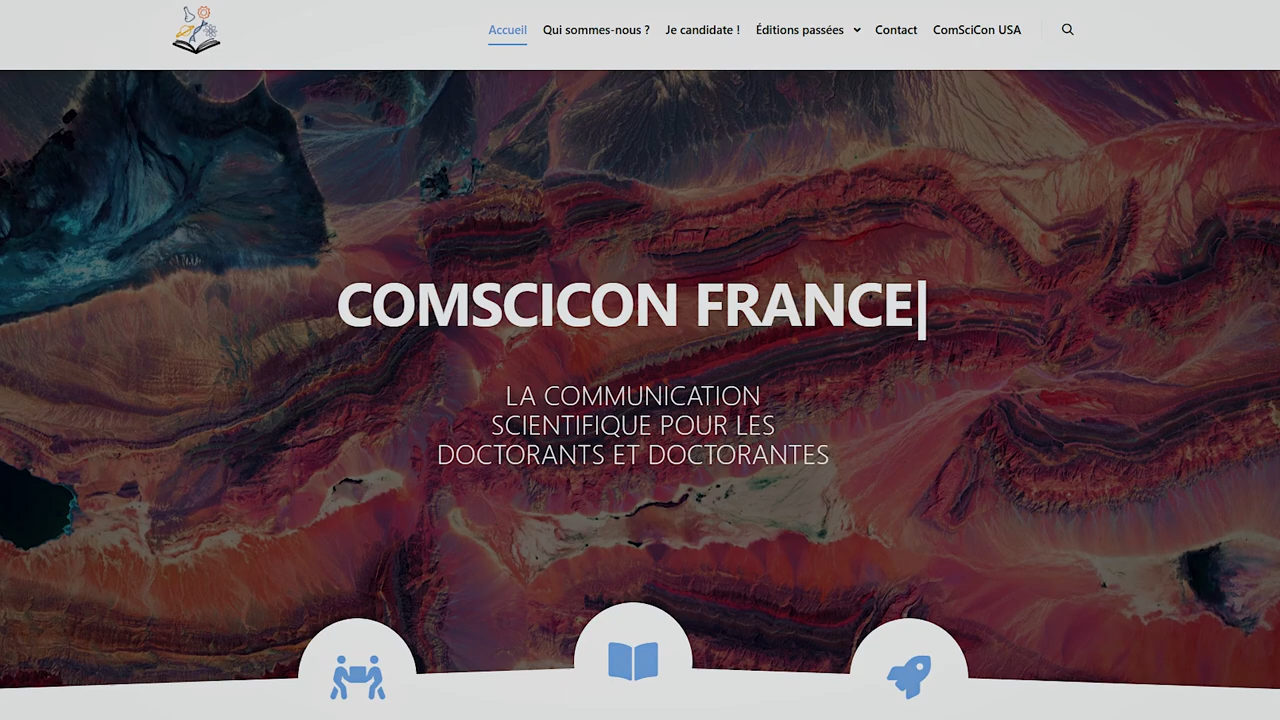 Accueil Qui sommes-nous ? Je candidate ! Éditions passées Contact ComSciCon USA
COMSCICON FRANCE|
LA COMMUNICATION
SCIENTIFIQUE POUR LES
DOCTORANTS ET DOCTORANTES